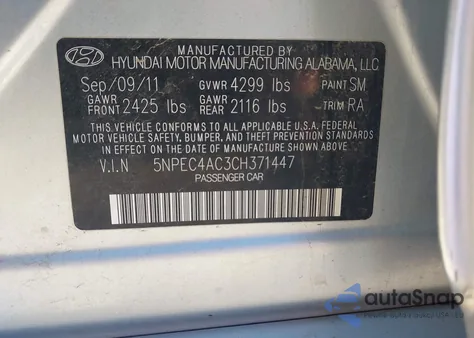 MANUFACTURED BY
HYUNDAI MOTOR MANUFACTURING ALABAMA, LLC
Sep/09/11 GVWR 4299 lbs PAINT SM
GAWR FRONT 2425 lbs GAWR REAR 2116 lbs TRIM RA
THIS VEHICLE CONFORMS TO ALL APPLICABLE U.S. FEDERAL
MOTOR VEHICLE SAFETY, BUMPER, AND THEFT PREVENTION
STANDARDS IN EFFECT ON THE DATE OF MANUFACTURE
SHOWN ABOVE.
V.I.N 5NPEC4AC3CH371447
PASSENGER CAR
autoSnap